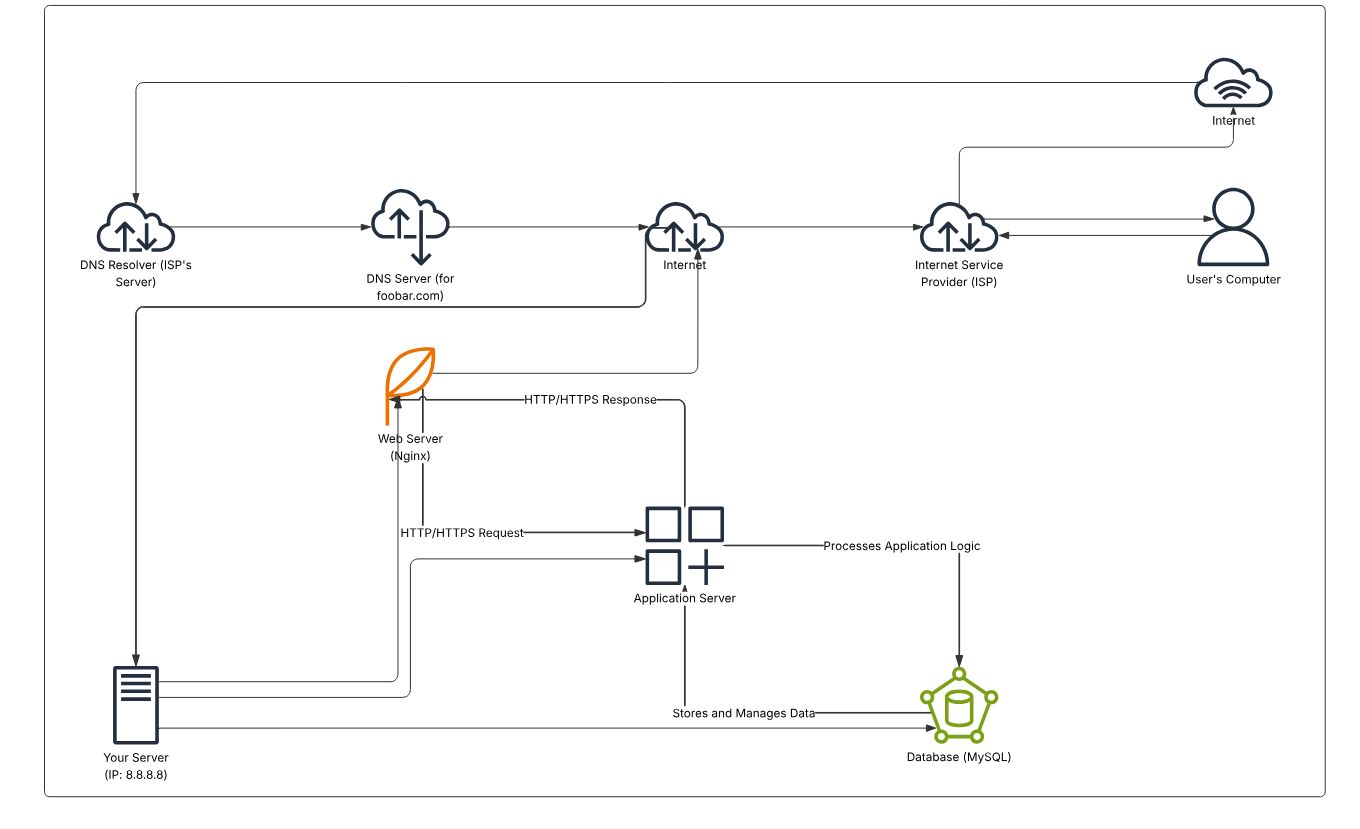 Internet
DNS Resolver (ISP's
Server)
DNS Server (for
foobar.com)
Internet
Internet Service
Provider (ISP)
User's Computer
HTTP/HTTPS Response
Web Server
(Nginx)
HTTP/HTTPS Request
Processes Application Logic
Application Server
Stores and Manages Data
Your Server
(IP: 8.8.8.8)
Database (MySQL)